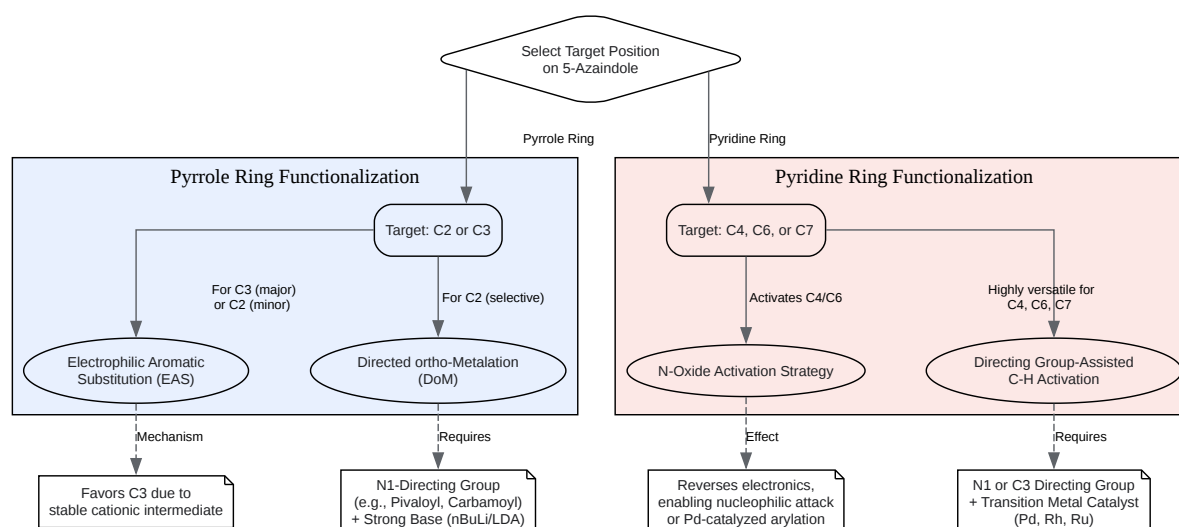 Select Target Position
on 5-Azaindole
Pyrrole Ring
Pyridine Ring
Pyrrole Ring Functionalization
Target: C2 or C3
For C3 (major)
or C2 (minor)
For C2 (selective)
Electrophilic Aromatic
Substitution (EAS)
Directed ortho-Metalation
(DoM)
Mechanism
Requires
Favors C3 due to
stable cationic intermediate
N1-Directing Group
(e.g., Pivaloyl, Carbamoyl)
+ Strong Base (nBuLi/LDA)
Pyridine Ring Functionalization
Target: C4, C6, or C7
Activates C4/C6
Highly versatile for
C4, C6, C7
N-Oxide Activation Strategy
Directing Group-Assisted
C-H Activation
Effect
Requires
Reverses electronics,
enabling nucleophilic attack
or Pd-catalyzed arylation
N1 or C3 Directing Group
+ Transition Metal Catalyst
(Pd, Rh, Ru)